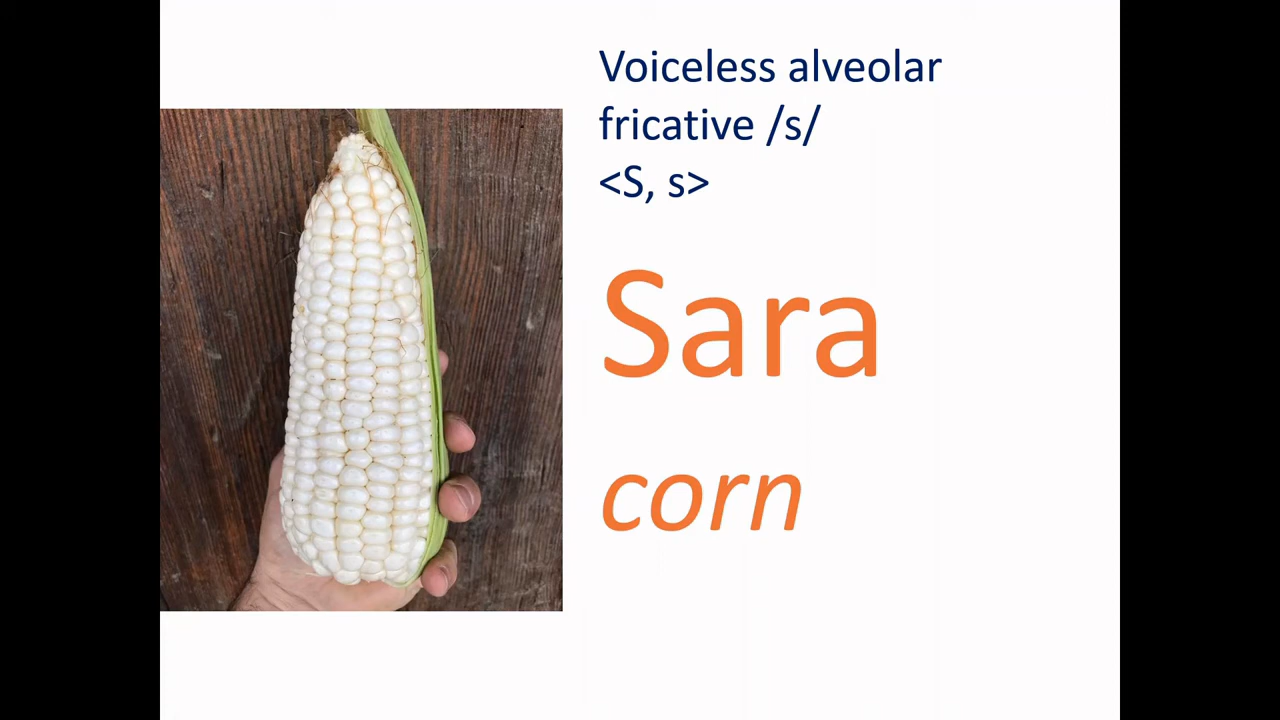 Voiceless alveolar
fricative /s/
<S, s>
Sara
corn